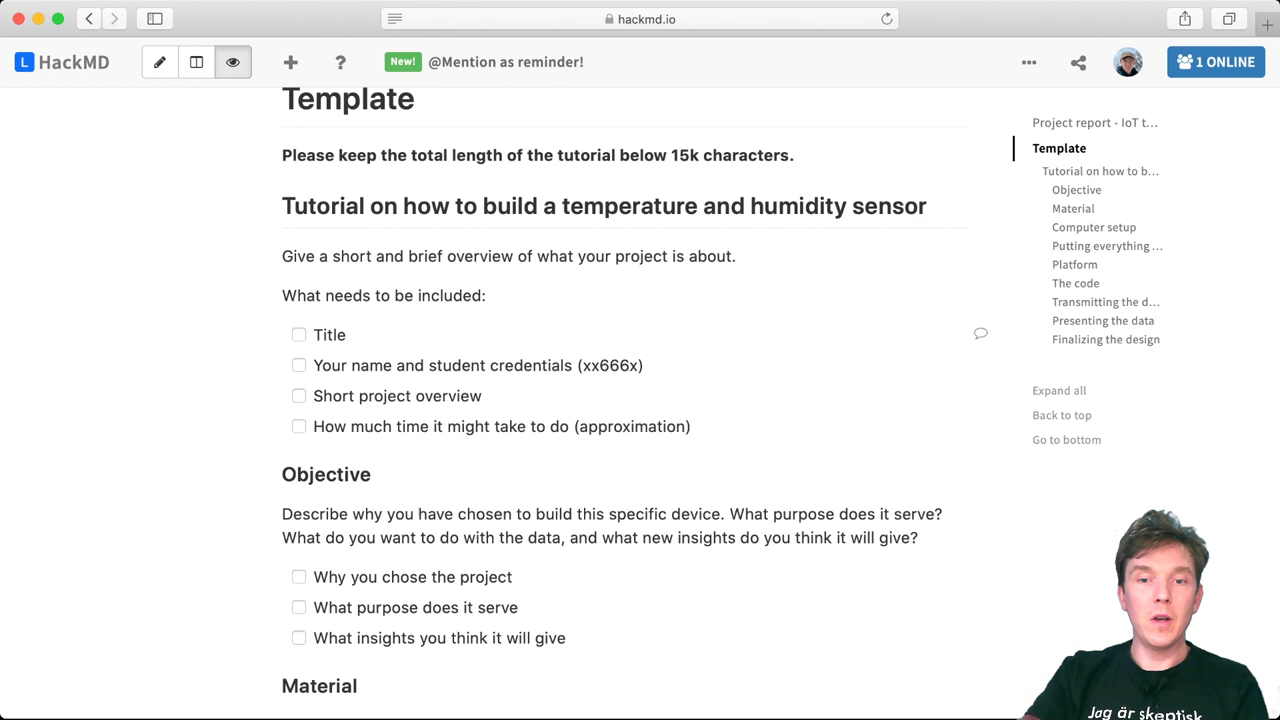 hackmd.io
L HackMD
New! @Mention as reminder!
1 ONLINE
Template
Please keep the total length of the tutorial below 15k characters.
Tutorial on how to build a temperature and humidity sensor
Give a short and brief overview of what your project is about.
What needs to be included:
Title
Your name and student credentials (xx666x)
Short project overview
How much time it might take to do (approximation)
Objective
Describe why you have chosen to build this specific device. What purpose does it serve?
What do you want to do with the data, and what new insights do you think it will give?
Why you chose the project
What purpose does it serve
What insights you think it will give
Material
Project report - IoT t...
Template
Tutorial on how to b...
Objective
Material
Computer setup
Putting everything ...
Platform
The code
Transmitting the d...
Presenting the data
Finalizing the design
Expand all
Back to top
Go to bottom
Jag är skeptisk